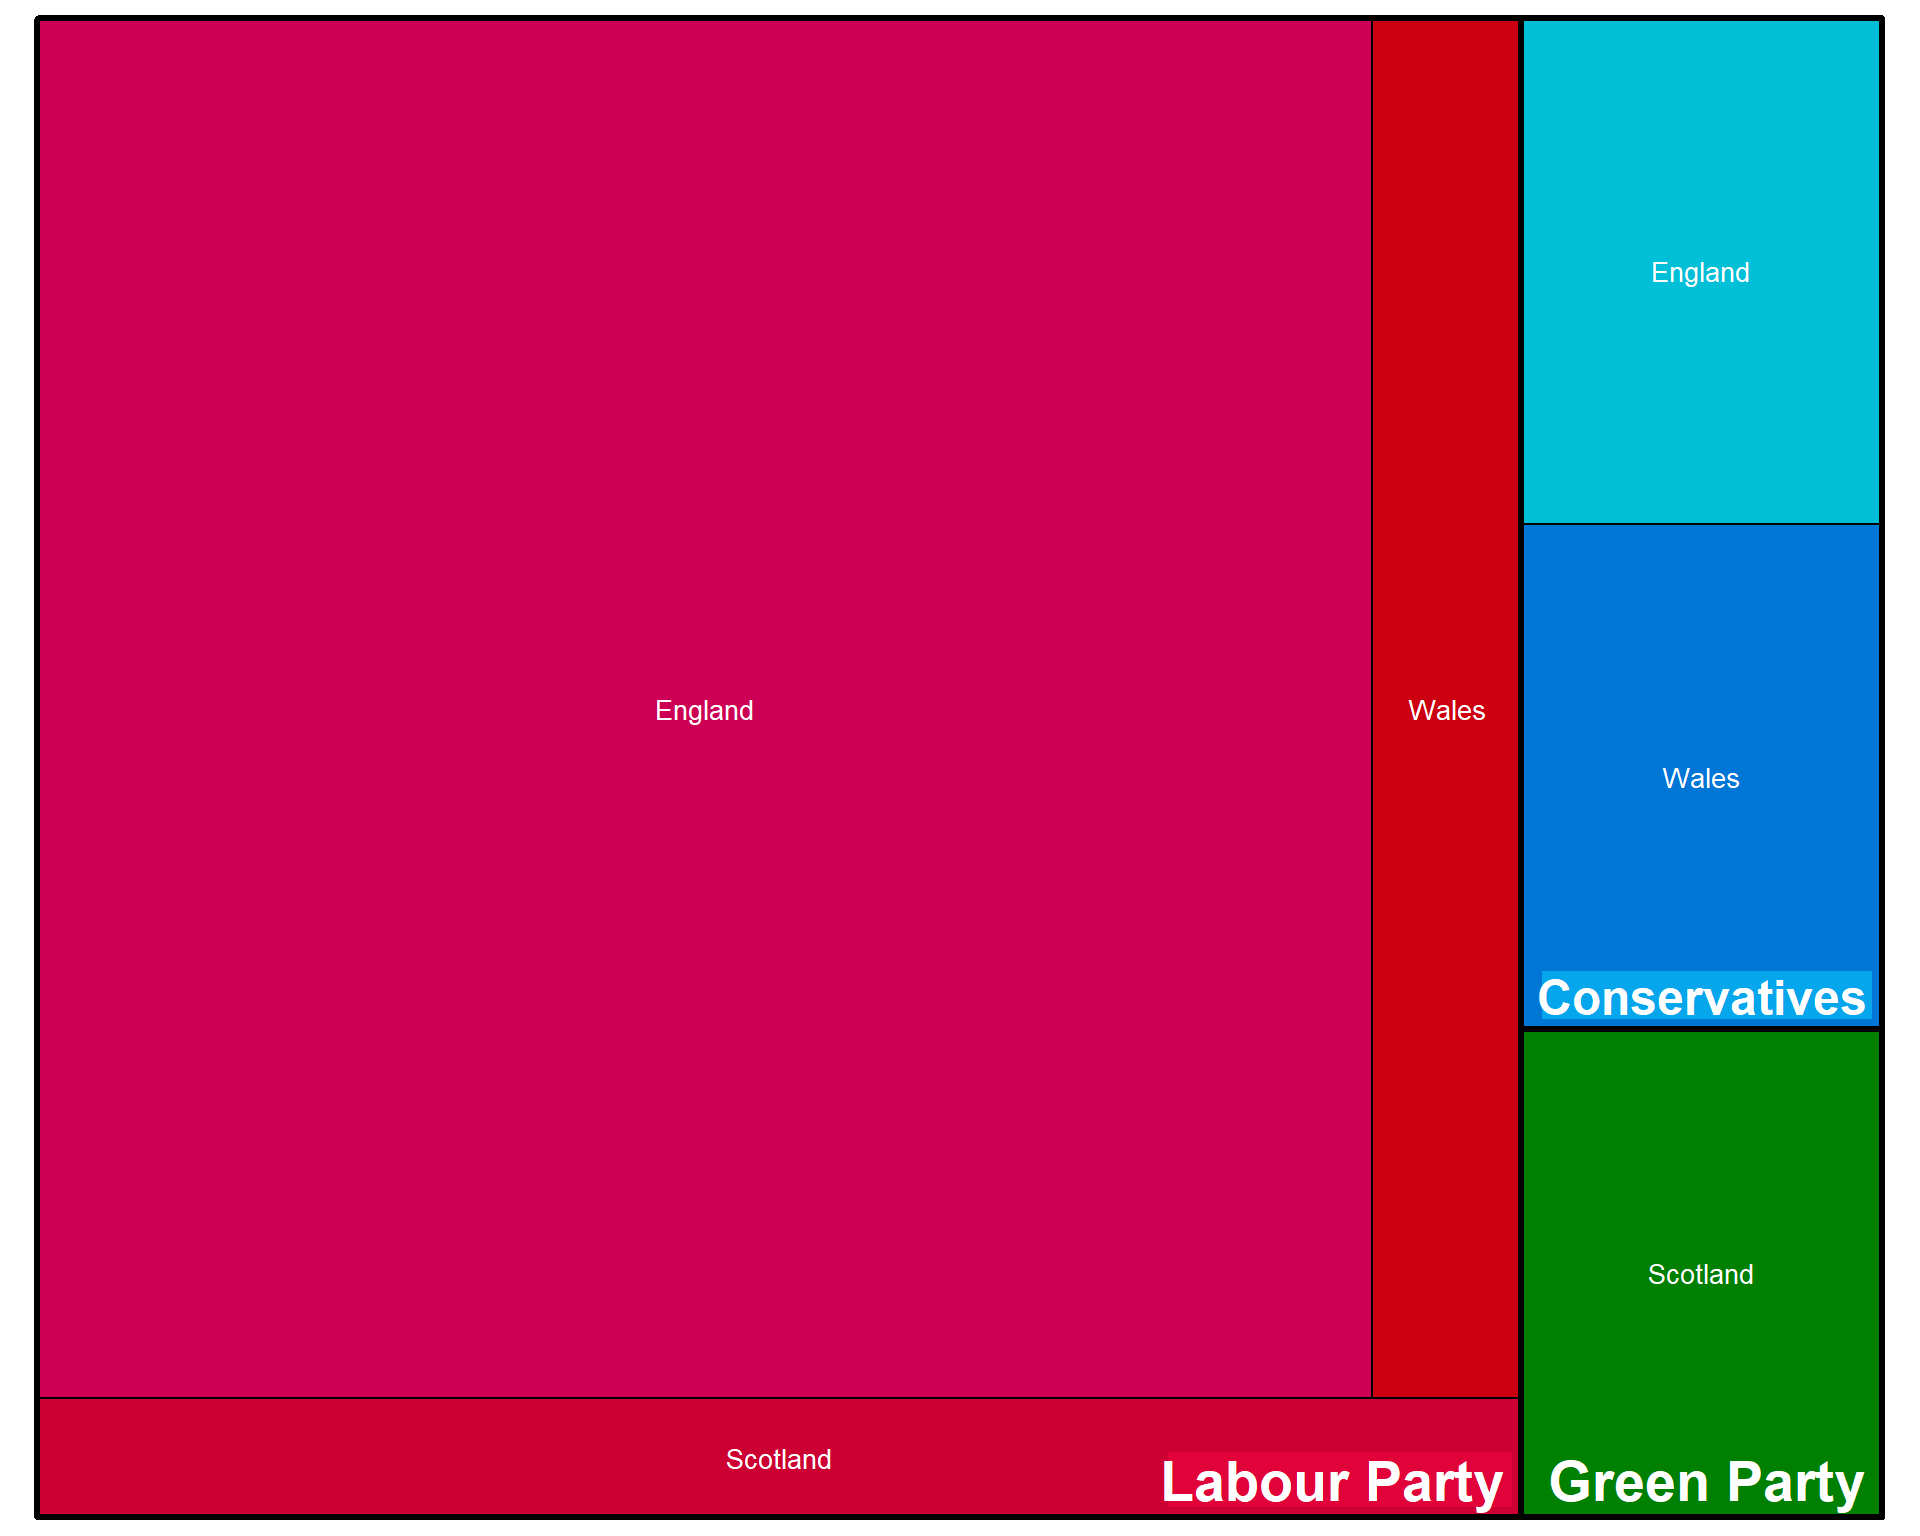 England
Wales
Scotland
Labour Party
England
Wales
Conservatives
Scotland
Green Party